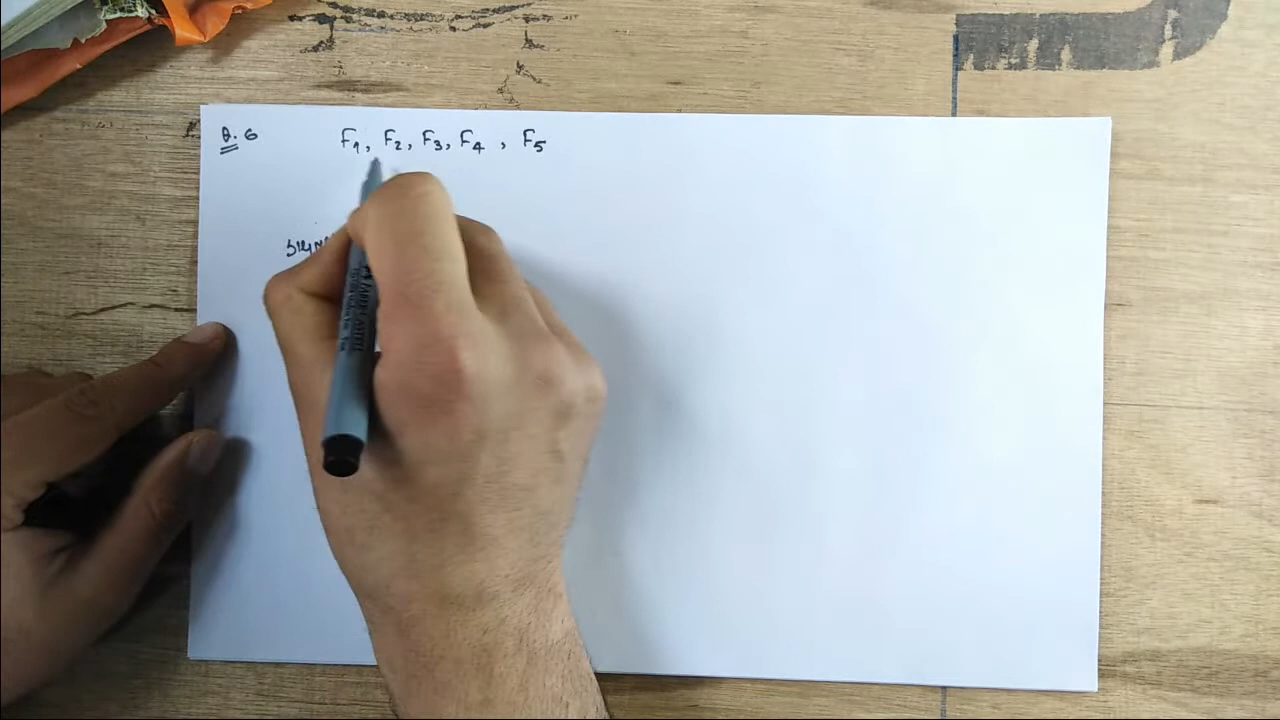 Q. 6 F₁, F₂, F₃, F₄ , F₅